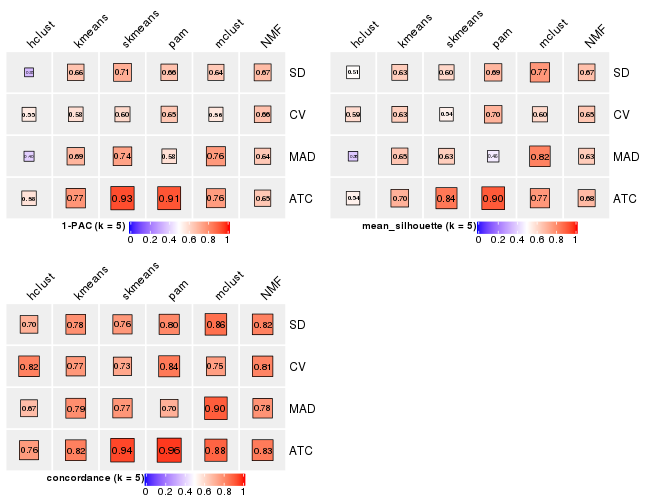 hclust kmeans skmeans pam mclust NMF
0.66 0.71 0.66 0.64 0.67 SD
0.53 0.58 0.60 0.65 0.56 0.66 CV
0.69 0.74 0.58 0.76 0.64 MAD
0.58 0.77 0.93 0.91 0.76 0.65 ATC
1-PAC (k = 5)
0 0.2 0.4 0.6 0.8 1
hclust kmeans skmeans pam mclust NMF
0.51 0.63 0.60 0.69 0.77 0.67 SD
0.59 0.63 0.54 0.70 0.60 0.65 CV
0.65 0.63 0.82 0.63 MAD
0.54 0.70 0.84 0.90 0.77 0.68 ATC
mean_silhouette (k = 5)
0 0.2 0.4 0.6 0.8 1
hclust kmeans skmeans pam mclust NMF
0.70 0.78 0.76 0.80 0.86 0.82 SD
0.82 0.77 0.73 0.84 0.75 0.81 CV
0.67 0.79 0.77 0.70 0.90 0.78 MAD
0.76 0.82 0.94 0.96 0.88 0.83 ATC
concordance (k = 5)
0 0.2 0.4 0.6 0.8 1